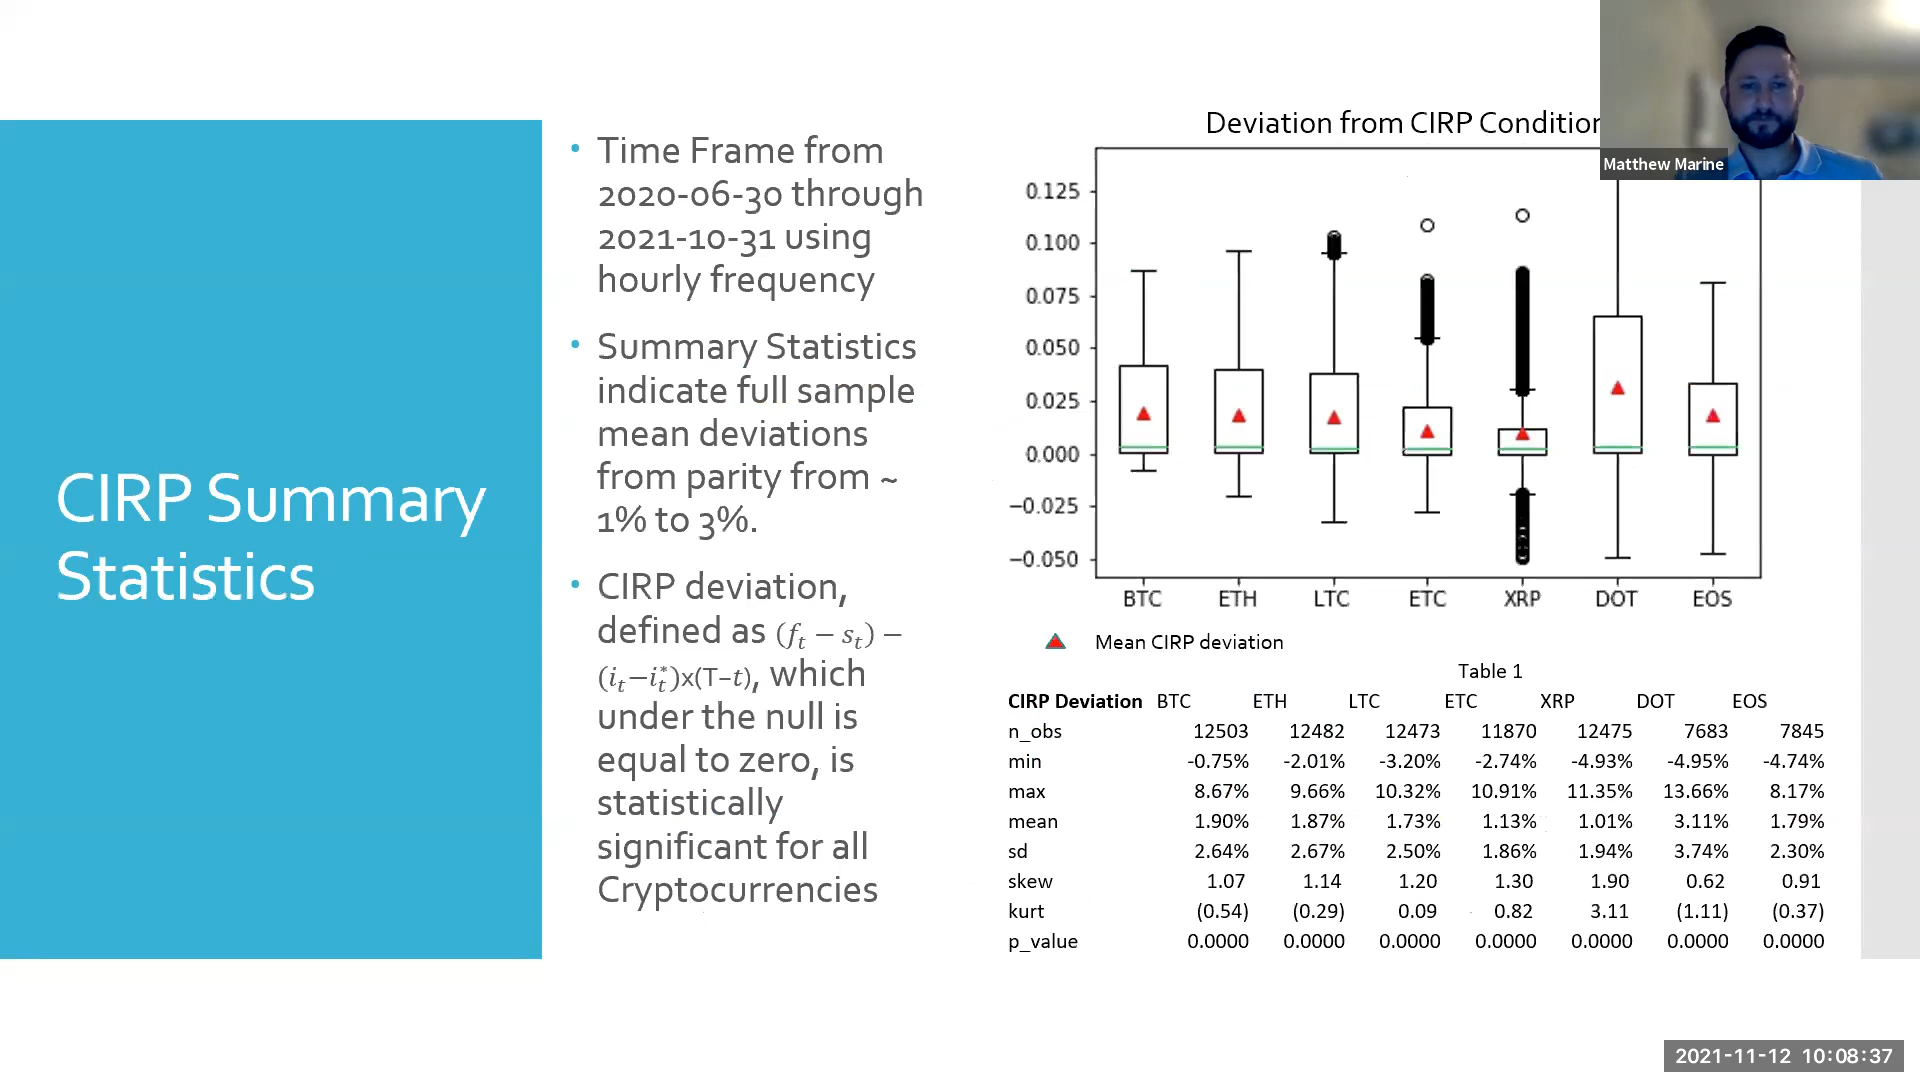 CIRP Summary
Statistics
• Time Frame from
2020-06-30 through
2021-10-31 using
hourly frequency
• Summary Statistics
indicate full sample
mean deviations
from parity from ~
1% to 3%.
• CIRP deviation,
defined as (fₜ − sₜ) −
(iₜ−iₜ*)x(T−t), which
under the null is
equal to zero, is
statistically
significant for all
Cryptocurrencies
Deviation from CIRP Condition
0.125
0.100
0.075
0.050
0.025
0.000
−0.025
−0.050
BTC ETH LTC ETC XRP DOT EOS
Mean CIRP deviation
Table 1
CIRP Deviation BTC ETH LTC ETC XRP DOT EOS
n_obs 12503 12482 12473 11870 12475 7683 7845
min -0.75% -2.01% -3.20% -2.74% -4.93% -4.95% -4.74%
max 8.67% 9.66% 10.32% 10.91% 11.35% 13.66% 8.17%
mean 1.90% 1.87% 1.73% 1.13% 1.01% 3.11% 1.79%
sd 2.64% 2.67% 2.50% 1.86% 1.94% 3.74% 2.30%
skew 1.07 1.14 1.20 1.30 1.90 0.62 0.91
kurt (0.54) (0.29) 0.09 0.82 3.11 (1.11) (0.37)
p_value 0.0000 0.0000 0.0000 0.0000 0.0000 0.0000 0.0000
Matthew Marine
2021-11-12 10:08:37